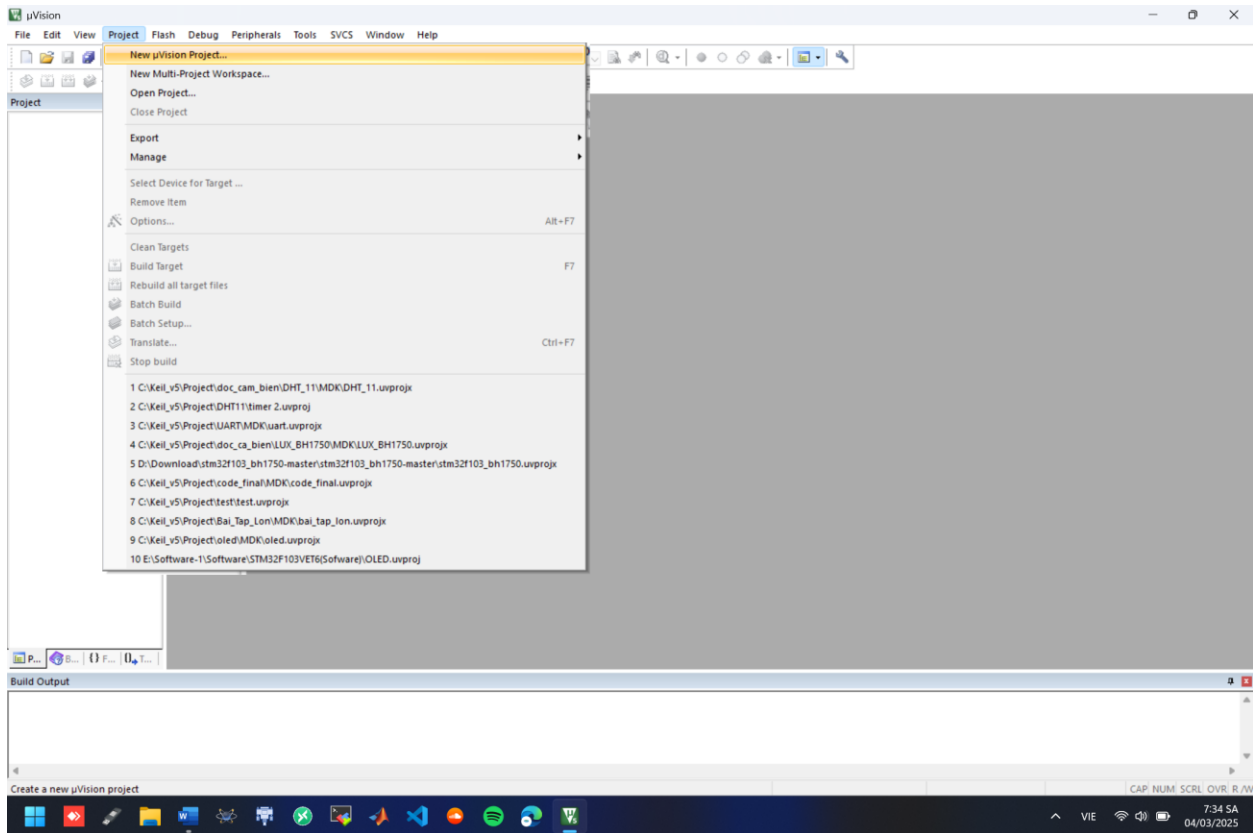 µVision
File Edit View Project Flash Debug Peripherals Tools SVCS Window Help
New µVision Project...
New Multi-Project Workspace...
Project
Open Project...
Close Project
Export
Manage
Select Device for Target ...
Remove Item
Options... Alt+F7
Clean Targets
Build Target F7
Rebuild all target files
Batch Build
Batch Setup...
Translate... Ctrl+F7
Stop build
1 C:\Keil_v5\Project\doc_cam_bien\DHT_11\MDK\DHT_11.uvprojx
2 C:\Keil_v5\Project\DHT11\timer 2.uvproj
3 C:\Keil_v5\Project\UART\MDK\uart.uvprojx
4 C:\Keil_v5\Project\doc_ca_bien\LUX_BH1750\MDK\LUX_BH1750.uvprojx
5 D:\Download\stm32f103_bh1750-master\stm32f103_bh1750-master\stm32f103_bh1750.uvprojx
6 C:\Keil_v5\Project\code_final\MDK\code_final.uvprojx
7 C:\Keil_v5\Project\test\test.uvprojx
8 C:\Keil_v5\Project\Bai_Tap_Lon\MDK\bai_tap_lon.uvprojx
9 C:\Keil_v5\Project\oled\MDK\oled.uvprojx
10 E:\Software-1\Software\STM32F103VET6(Sofware)\OLED.uvproj
P... B... {} F... 0 T...
Build Output
Create a new µVision project
CAP NUM SCRL OVR R/W
VIE
7:34 SA
04/03/2025